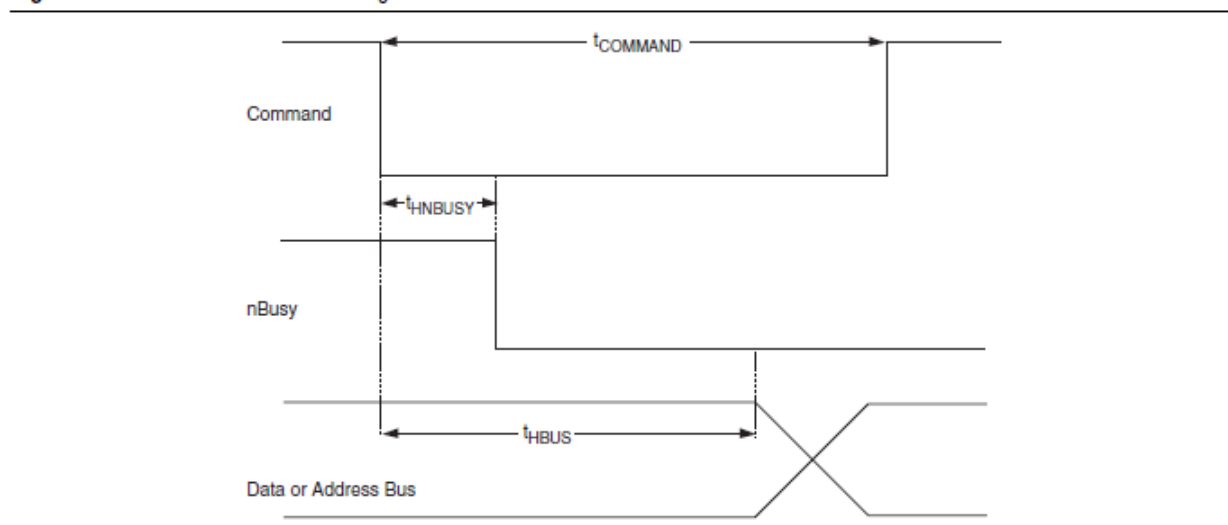 tCOMMAND
Command
tHNBUSY
nBusy
tHBUS
Data or Address Bus